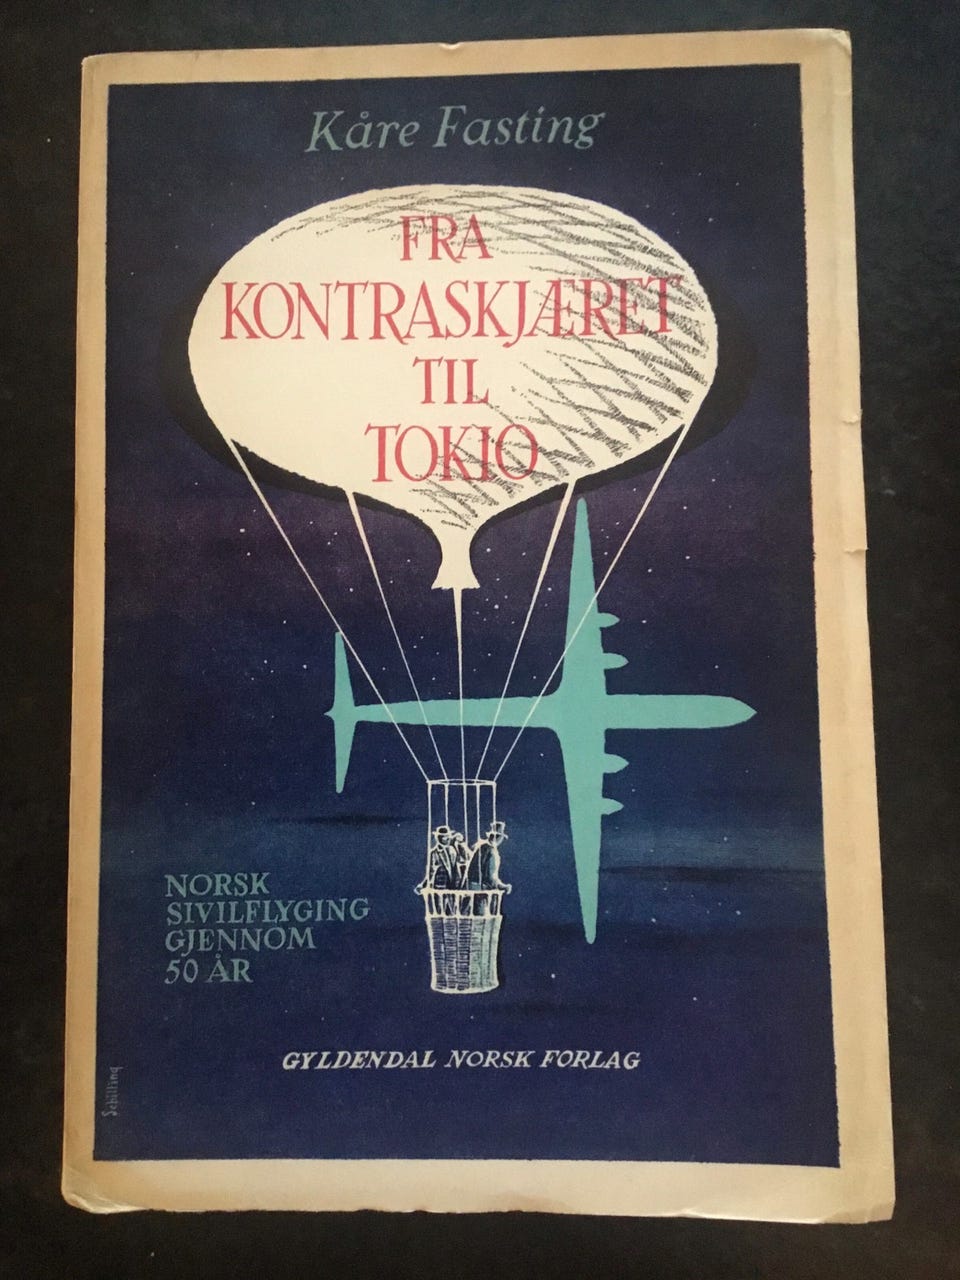 Kåre Fasting
FRA
KONTRASKJÆRET
TIL
TOKIO
NORSK
SIVILFLYGING
GJENNOM
50 ÅR
GYLDENDAL NORSK FORLAG
Schilling